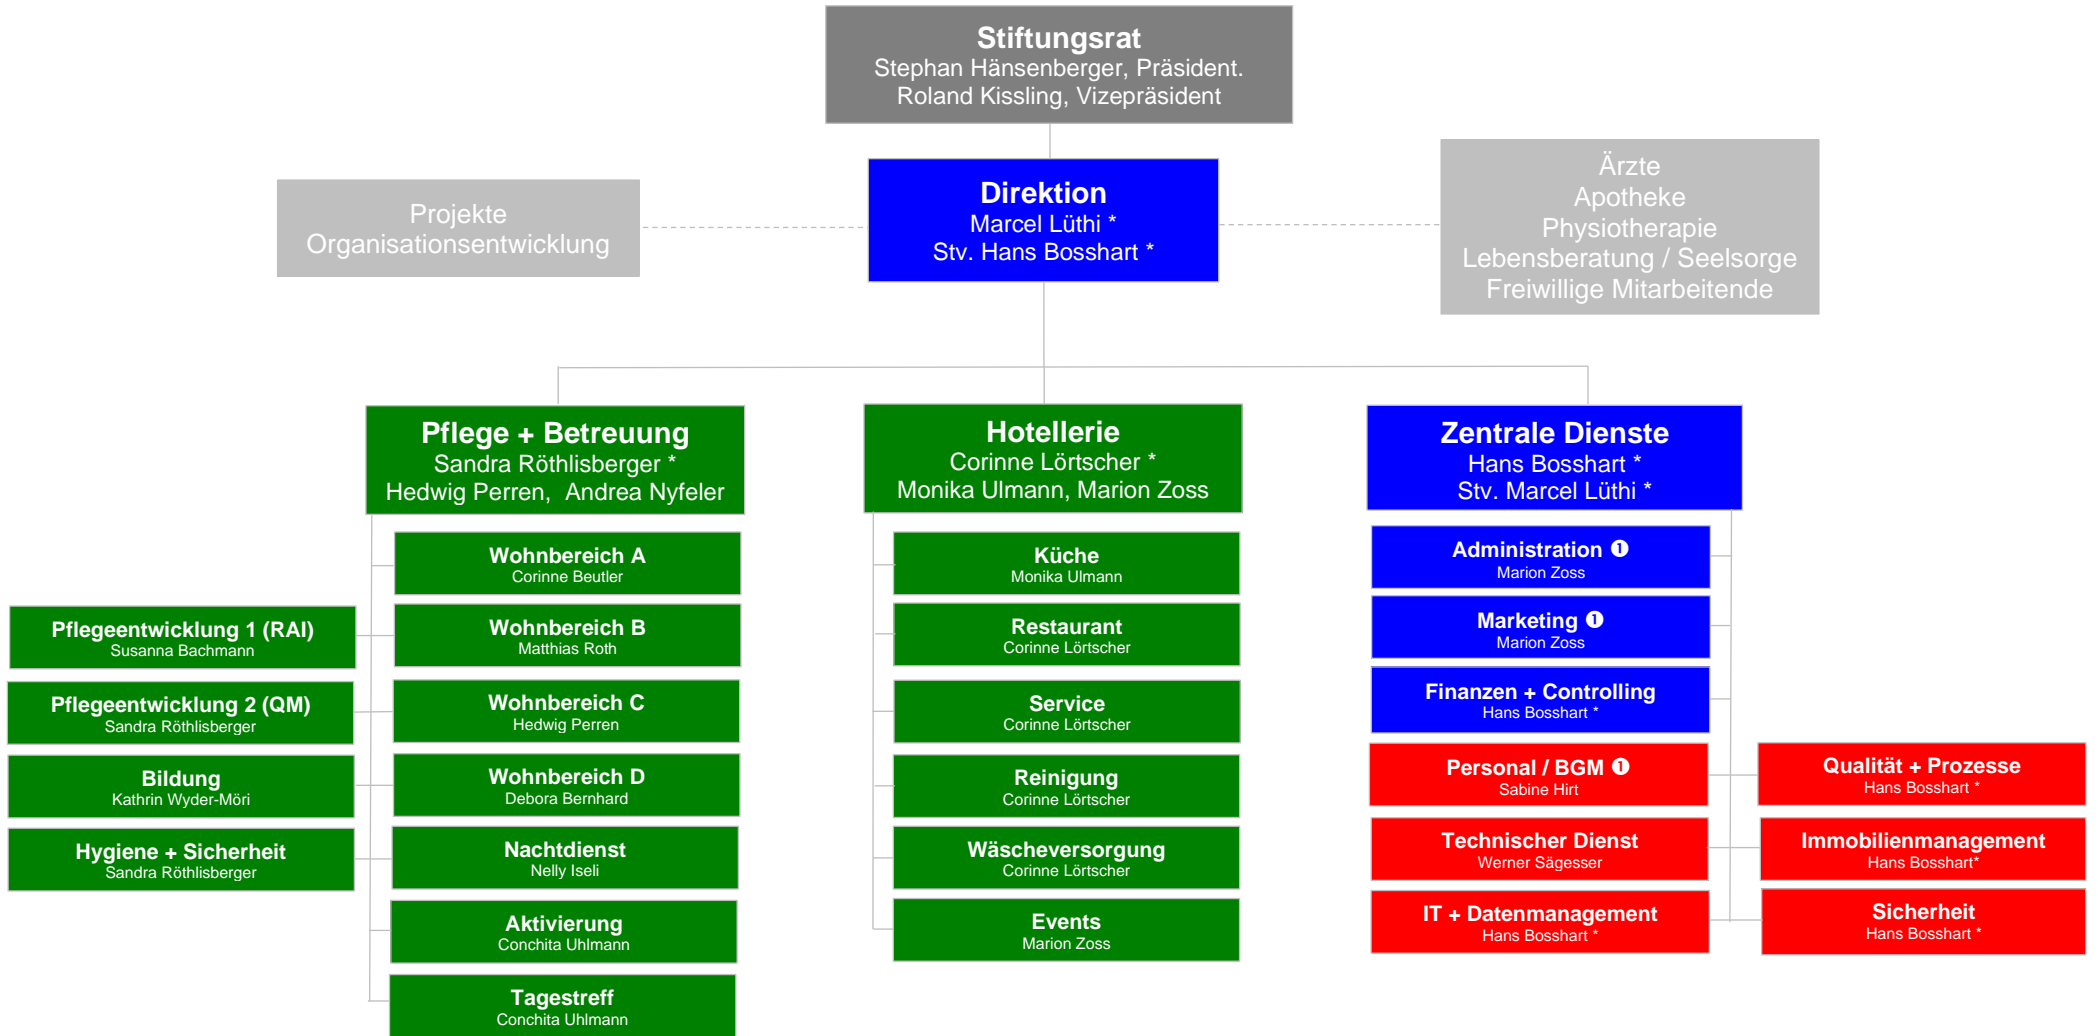 Stiftungsrat
Stephan Hänsenberger, Präsident.
Roland Kissling, Vizepräsident
Projekte
Organisationsentwicklung
Direktion
Marcel Lüthi *
Stv. Hans Bosshart *
Ärzte
Apotheke
Physiotherapie
Lebensberatung / Seelsorge
Freiwillige Mitarbeitende
Pflege + Betreuung
Sandra Röthlisberger *
Hedwig Perren, Andrea Nyfeler
Wohnbereich A
Corinne Beutler
Wohnbereich B
Matthias Roth
Wohnbereich C
Hedwig Perren
Wohnbereich D
Debora Bernhard
Nachtdienst
Nelly Iseli
Aktivierung
Conchita Uhlmann
Tagestreff
Conchita Uhlmann
Pflegeentwicklung 1 (RAI)
Susanna Bachmann
Pflegeentwicklung 2 (QM)
Sandra Röthlisberger
Bildung
Kathrin Wyder-Möri
Hygiene + Sicherheit
Sandra Röthlisberger
Hotellerie
Corinne Lörtscher *
Monika Ulmann, Marion Zoss
Küche
Monika Ulmann
Restaurant
Corinne Lörtscher
Service
Corinne Lörtscher
Reinigung
Corinne Lörtscher
Wäscheversorgung
Corinne Lörtscher
Events
Marion Zoss
Zentrale Dienste
Hans Bosshart *
Stv. Marcel Lüthi *
Administration ❶
Marion Zoss
Marketing ❶
Marion Zoss
Finanzen + Controlling
Hans Bosshart *
Personal / BGM ❶
Sabine Hirt
Technischer Dienst
Werner Sägesser
IT + Datenmanagement
Hans Bosshart *
Qualität + Prozesse
Hans Bosshart *
Immobilienmanagement
Hans Bosshart*
Sicherheit
Hans Bosshart *